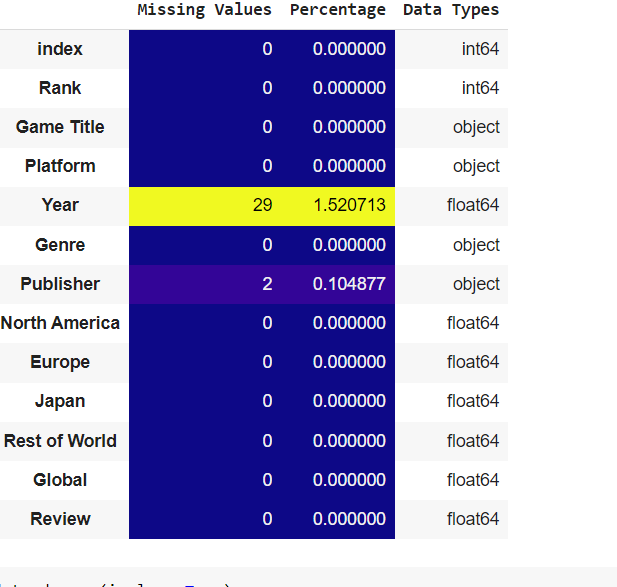 Missing Values Percentage Data Types
index 0 0.000000 int64
Rank 0 0.000000 int64
Game Title 0 0.000000 object
Platform 0 0.000000 object
Year 29 1.520713 float64
Genre 0 0.000000 object
Publisher 2 0.104877 object
North America 0 0.000000 float64
Europe 0 0.000000 float64
Japan 0 0.000000 float64
Rest of World 0 0.000000 float64
Global 0 0.000000 float64
Review 0 0.000000 float64